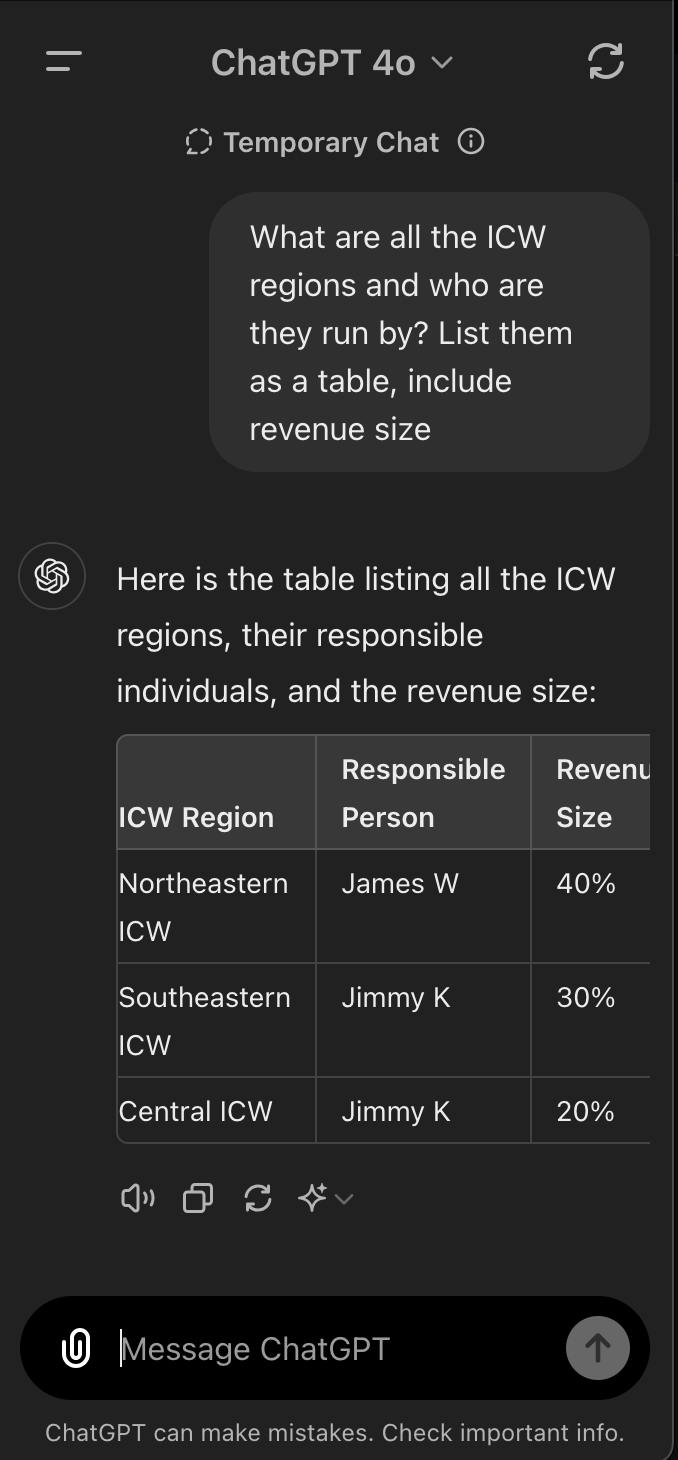 ChatGPT 4o
Temporary Chat
What are all the ICW
regions and who are
they run by? List them
as a table, include
revenue size
Here is the table listing all the ICW
regions, their responsible
individuals, and the revenue size:
ICW Region
Responsible
Person
Revenu
Size
Northeastern
ICW
James W
40%
Southeastern
ICW
Jimmy K
30%
Central ICW
Jimmy K
20%
Message ChatGPT
ChatGPT can make mistakes. Check important info.